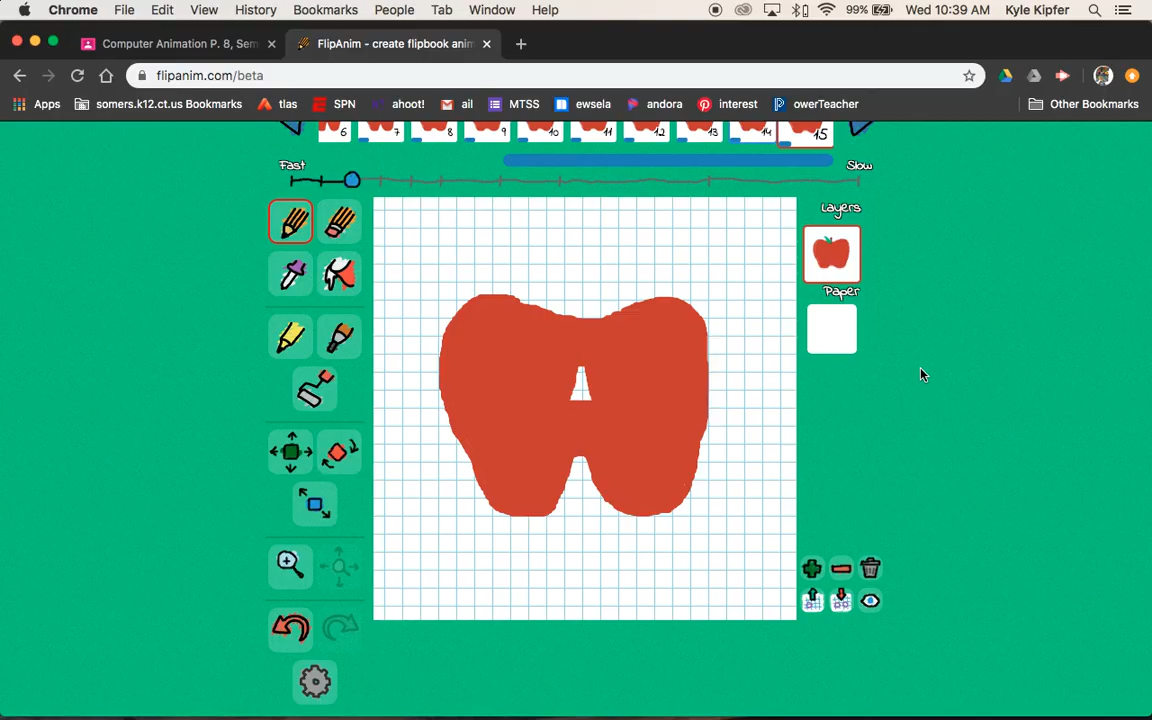 Chrome File Edit View History Bookmarks People Tab Window Help 99% Wed 10:39 AM Kyle Kipfer
Computer Animation P. 8, Sem FlipAnim - create flipbook anim
flipanim.com/beta
Apps somers.k12.ct.us Bookmarks tlas SPN ahoot! ail MTSS ewsela andora interest owerTeacher Other Bookmarks
6 7 8 9 10 11 12 13 14 15
Fast Slow
Layers
Paper
A